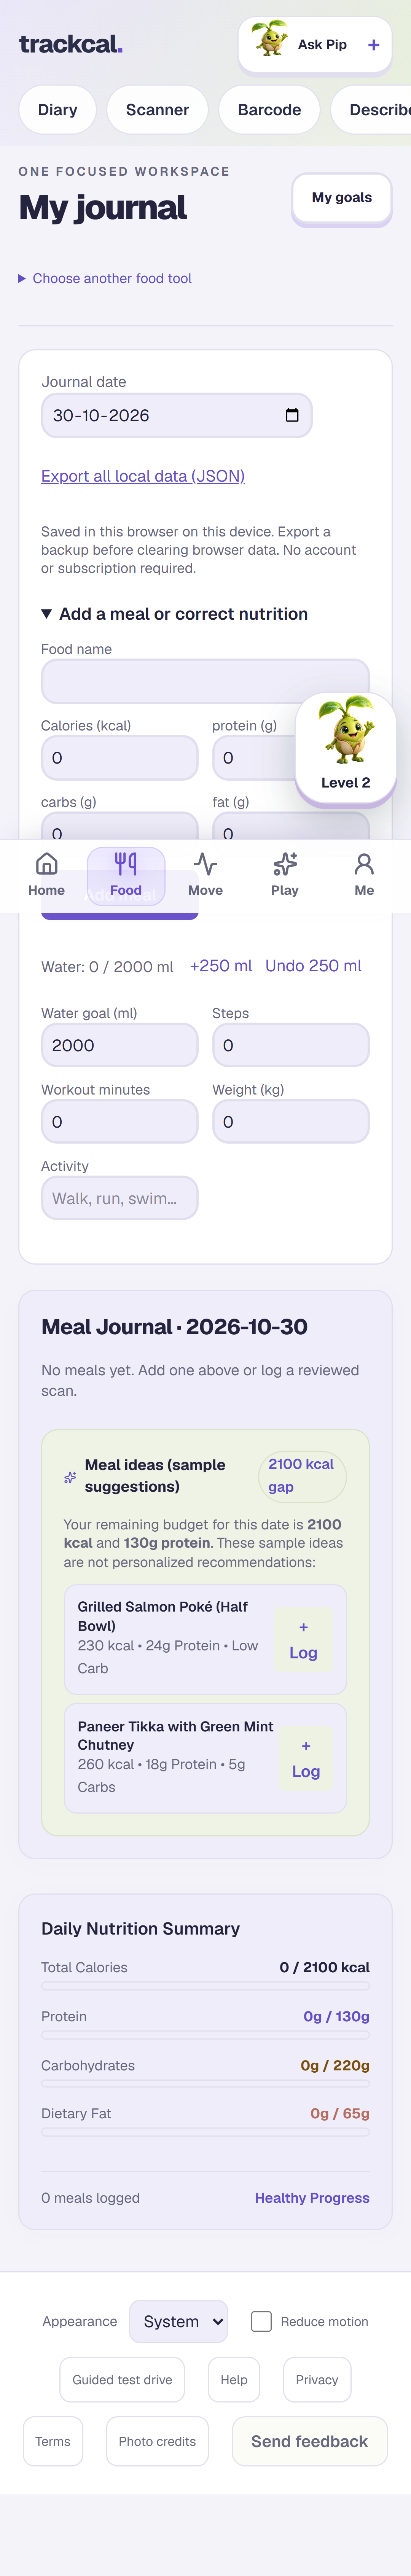 trackcal.
Ask Pip +
Diary
Scanner
Barcode
Describe
ONE FOCUSED WORKSPACE
My journal
My goals
Choose another food tool
Journal date
30-10-2026
Export all local data (JSON)
Saved in this browser on this device. Export a
backup before clearing browser data. No account
or subscription required.
Add a meal or correct nutrition
Food name
Calories (kcal)
protein (g)
0
0
Level 2
carbs (g)
fat (g)
0
0
Add meal
Home
Food
Move
Play
Me
Water: 0 / 2000 ml
+250 ml
Undo 250 ml
Water goal (ml)
Steps
2000
0
Workout minutes
Weight (kg)
0
0
Activity
Walk, run, swim...
Meal Journal · 2026-10-30
No meals yet. Add one above or log a reviewed
scan.
Meal ideas (sample
suggestions)
2100 kcal
gap
Your remaining budget for this date is 2100
kcal and 130g protein. These sample ideas
are not personalized recommendations:
Grilled Salmon Poké (Half
Bowl)
230 kcal • 24g Protein • Low
Carb
+
Log
Paneer Tikka with Green Mint
Chutney
260 kcal • 18g Protein • 5g
Carbs
+
Log
Daily Nutrition Summary
Total Calories
0 / 2100 kcal
Protein
0g / 130g
Carbohydrates
0g / 220g
Dietary Fat
0g / 65g
0 meals logged
Healthy Progress
Appearance
System
Reduce motion
Guided test drive
Help
Privacy
Terms
Photo credits
Send feedback